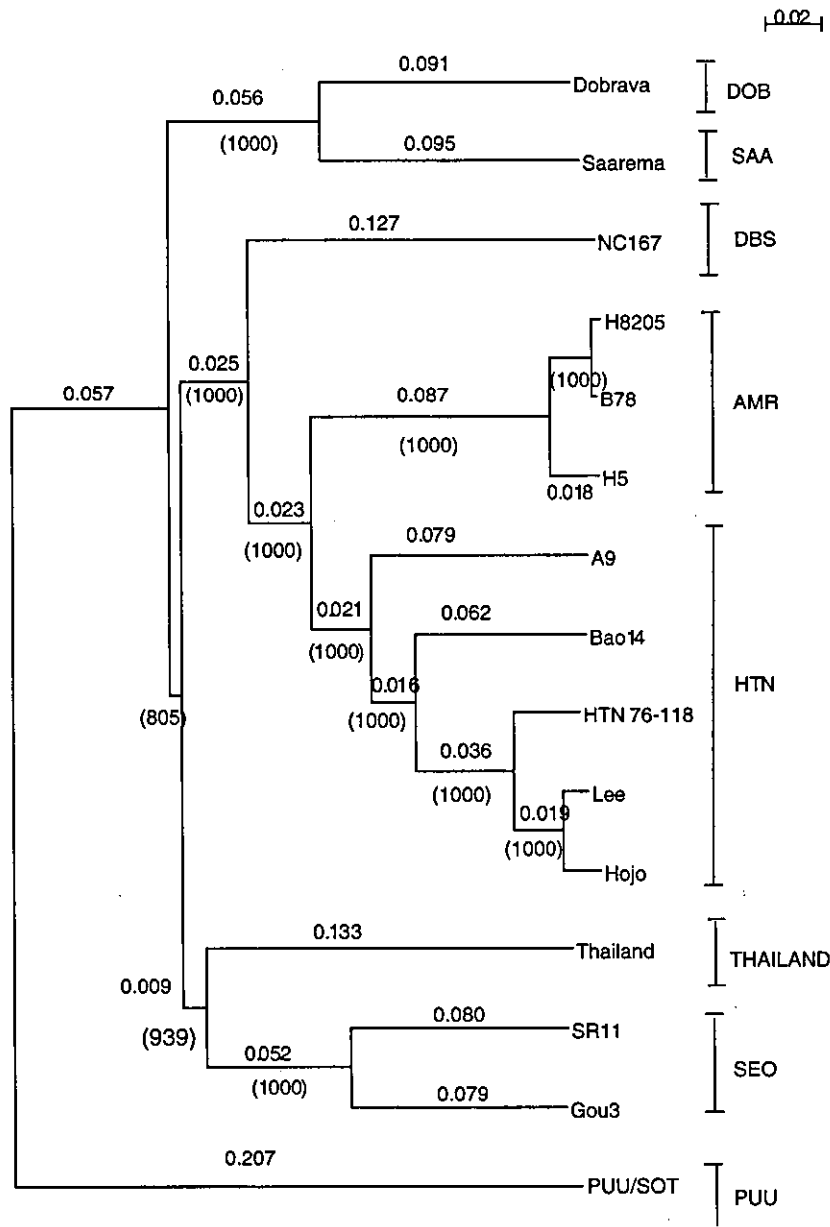 0.02
0.091
Dobrava
DOB
0.056
(1000)
0.095
Saarema
SAA
0.127
NC167
DBS
H8205
0.025
(1000)
0.057
0.087
(1000)
(1000)
B78
AMR
H5
0.018
0.023
(1000)
0.079
A9
0.021
(1000)
0.062
Bao14
0.016
(1000)
HTN
(805)
HTN 76-118
0.036
(1000)
Lee
0.019
(1000)
Hojo
0.133
Thailand
THAILAND
0.009
(939)
0.080
SR11
0.052
(1000)
SEO
0.079
Gou3
0.207
PUU/SOT
PUU